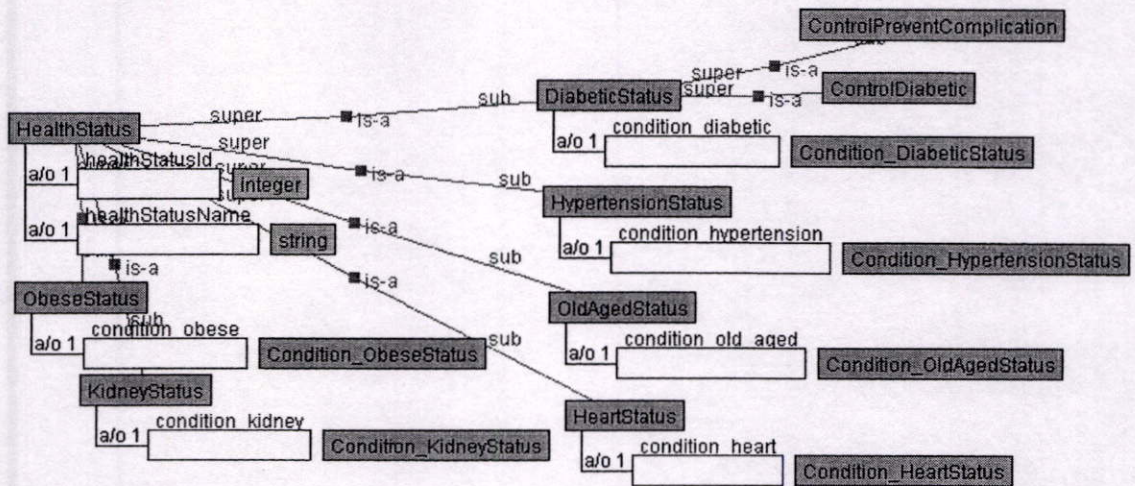 ControlPreventComplication
super
is-a
super
is-a
ControlDiabetic
super
is-a
sub
DiabeticStatus
HealthStatus
super
a/o 1
condition_diabetic
Condition_DiabeticStatus
healthStatusId
super
is-a
sub
a/o 1
Integer
super
HypertensionStatus
healthStatusName
a/o 1
string
is-a
a/o 1
condition_hypertension
Condition_HypertensionStatus
is-a
is-a
sub
ObeseStatus
OldAgedStatus
sub
a/o 1
condition_obese
Condition_ObeseStatus
sub
a/o 1
condition_old_aged
Condition_OldAgedStatus
KidneyStatus
HeartStatus
a/o 1
condition_kidney
Condition_KidneyStatus
a/o 1
condition_heart
Condition_HeartStatus